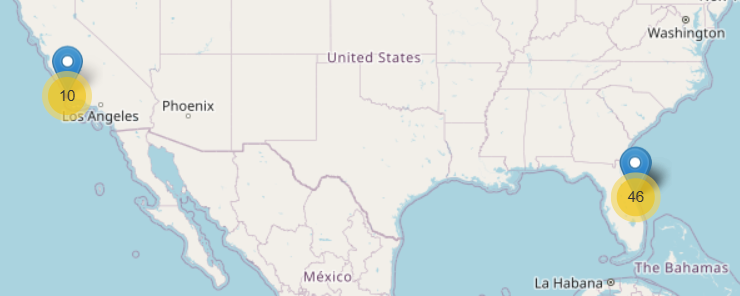 Washington
United States
10
Los Angeles
Phoenix
46
The Bahamas
México
La Habana